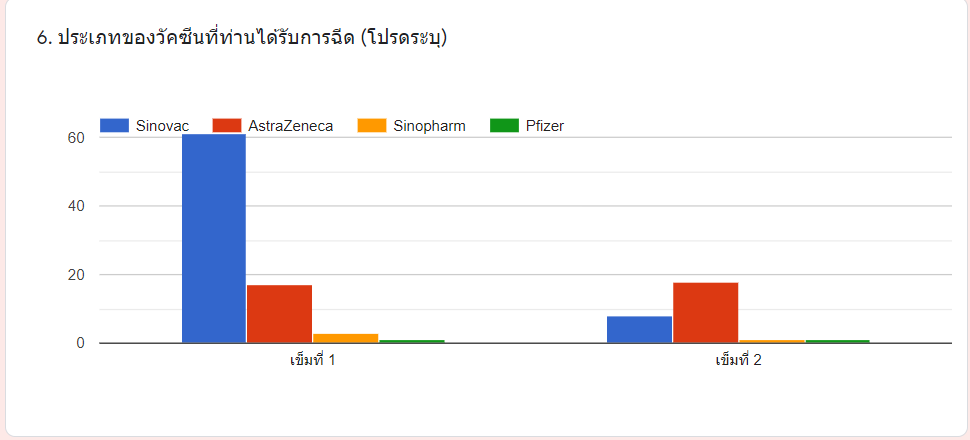 6. ประเภทของวัคซีนที่ท่านได้รับการฉีด (โปรดระบุ)
Sinovac AstraZeneca Sinopharm Pfizer
60
40
20
0
เข็มที่ 1 เข็มที่ 2